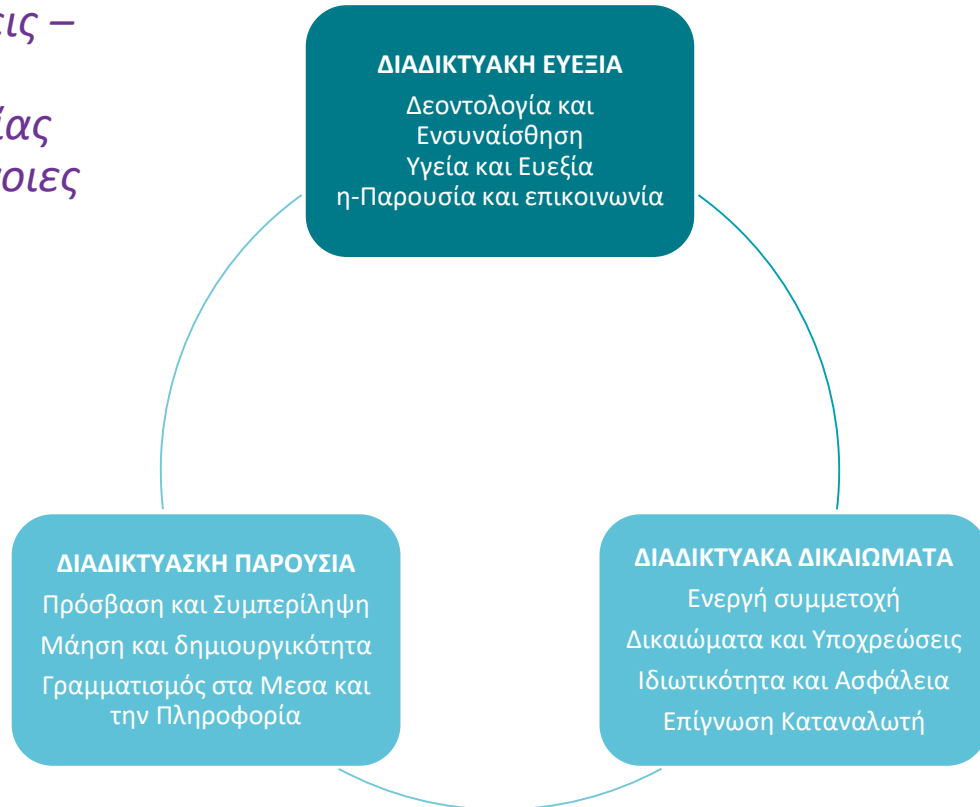 ΔΙΑΔΙΚΤΥΑΚΗ ΕΥΕΞΙΑ
Δεοντολογία και
Ενσυναίσθηση
Υγεία και Ευεξία
η-Παρουσία και επικοινωνία
ΔΙΑΔΙΚΤΥΑΣΚΗ ΠΑΡΟΥΣΙΑ
Πρόσβαση και Συμπερίληψη
Μάηση και δημιουργικότητα
Γραμματισμός στα Μεσα και
την Πληροφορία
ΔΙΑΔΙΚΤΥΑΚΑ ΔΙΚΑΙΩΜΑΤΑ
Ενεργή συμμετοχή
Δικαιώματα και Υποχρεώσεις
Ιδιωτικότητα και Ασφάλεια
Επίγνωση Καταναλωτή